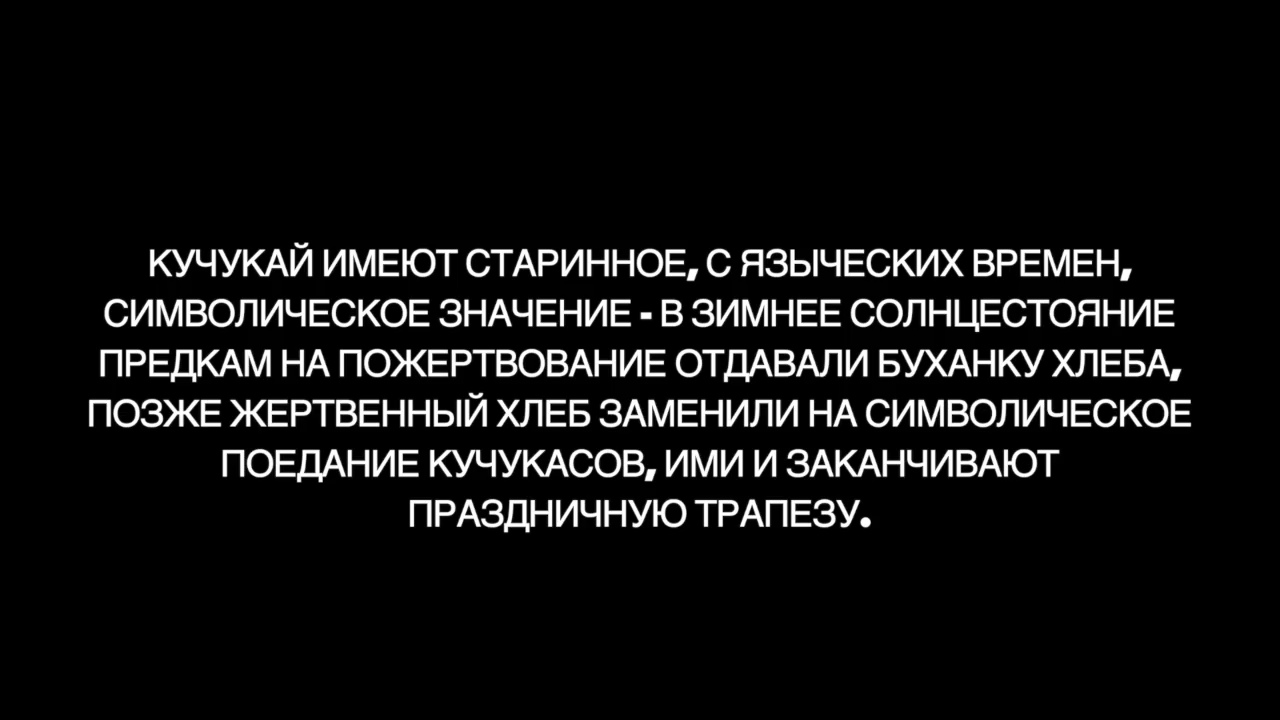 КУЧУКАЙ ИМЕЮТ СТАРИННОЕ, С ЯЗЫЧЕСКИХ ВРЕМЕН,
СИМВОЛИЧЕСКОЕ ЗНАЧЕНИЕ - В ЗИМНЕЕ СОЛНЦЕСТОЯНИЕ
ПРЕДКАМ НА ПОЖЕРТВОВАНИЕ ОТДАВАЛИ БУХАНКУ ХЛЕБА,
ПОЗЖЕ ЖЕРТВЕННЫЙ ХЛЕБ ЗАМЕНИЛИ НА СИМВОЛИЧЕСКОЕ
ПОЕДАНИЕ КУЧУКАСОВ, ИМИ И ЗАКАНЧИВАЮТ
ПРАЗДНИЧНУЮ ТРАПЕЗУ.